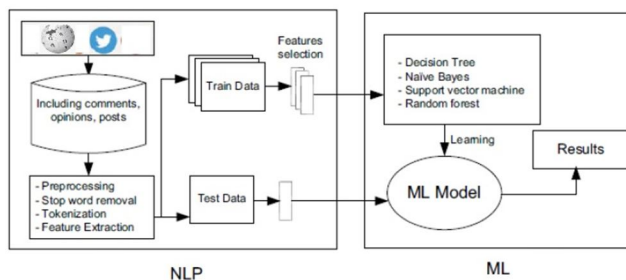 Including comments,
opinions, posts
- Preprocessing
- Stop word removal
- Tokenization
- Feature Extraction
Train Data
Test Data
Features
selection
NLP
- Decision Tree
- Naïve Bayes
- Support vector machine
- Random forest
Learning
ML Model
Results
ML